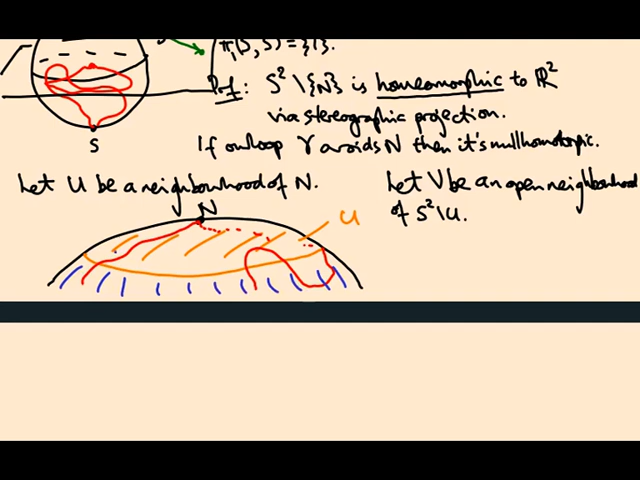 π₁(S², S) = {1}.
Prf: S² \ {N} is homeomorphic to ℝ²
via stereographic projection.
S
If our loop γ avoids N then it's nullhomotopic.
Let U be a neighbourhood of N.
Let V be an open neighbourhood
of S² \ U.
N
U